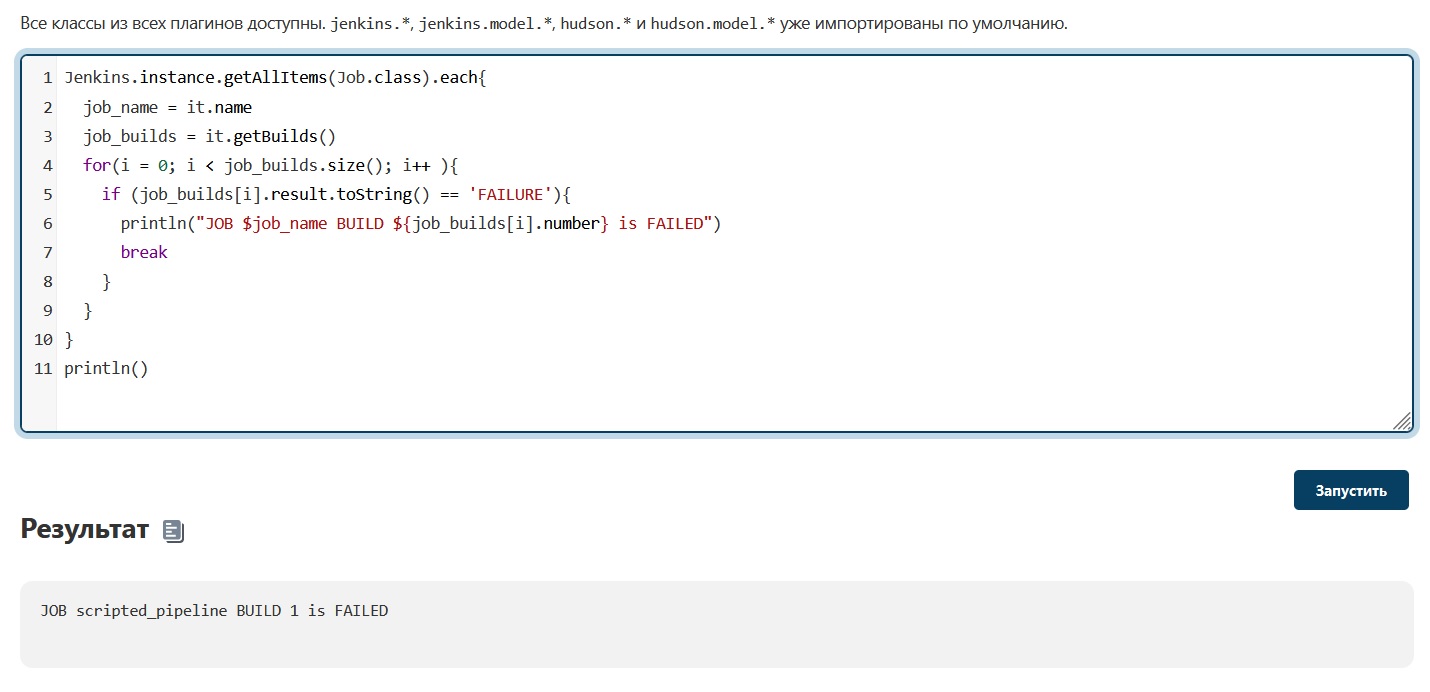 Все классы из всех плагинов доступны. jenkins.*, jenkins.model.*, hudson.* и hudson.model.* уже импортированы по умолчанию.
1 Jenkins.instance.getAllItems(Job.class).each{
2   job_name = it.name
3   job_builds = it.getBuilds()
4   for(i = 0; i < job_builds.size(); i++ ){
5     if (job_builds[i].result.toString() == 'FAILURE'){
6       println("JOB $job_name BUILD ${job_builds[i].number} is FAILED")
7       break
8     }
9   }
10 }
11 println()
Запустить
Результат
JOB scripted_pipeline BUILD 1 is FAILED